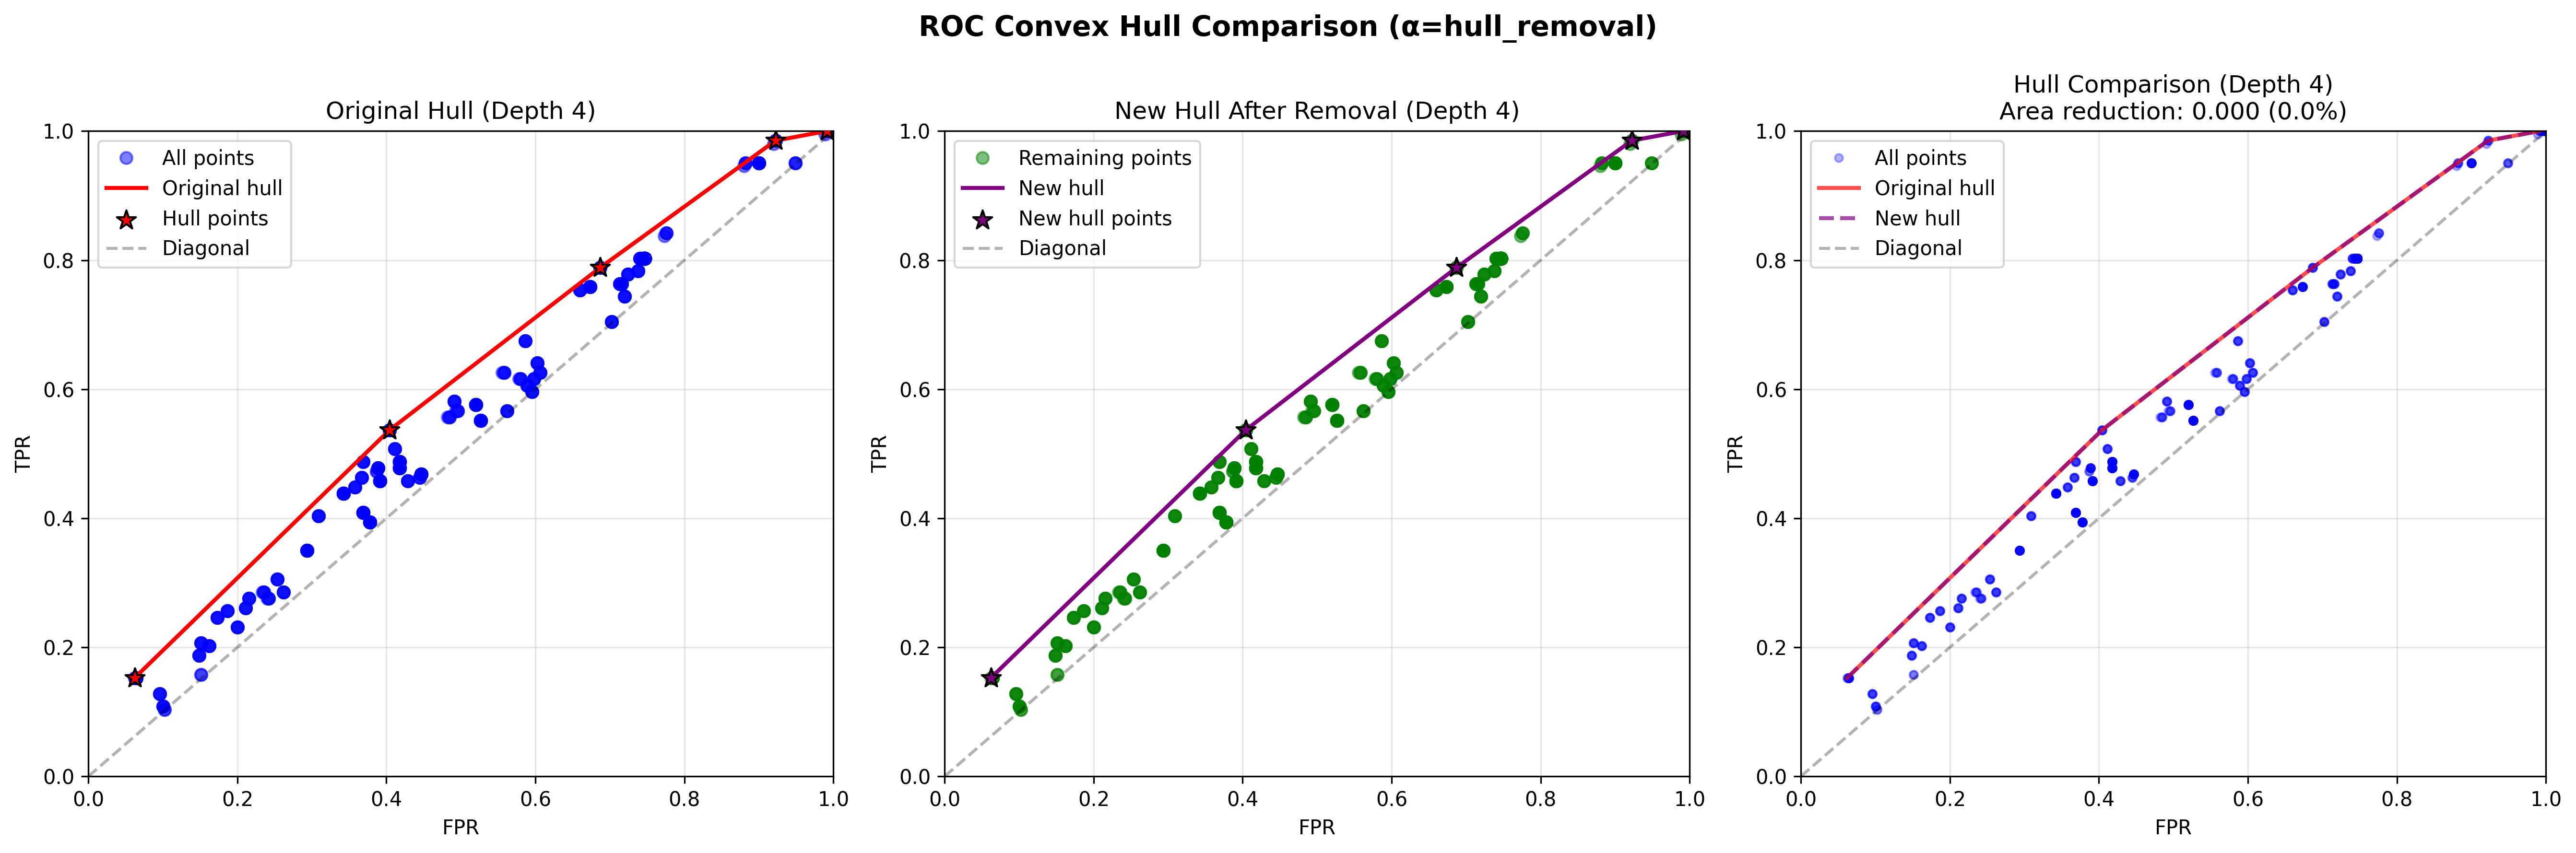 ROC Convex Hull Comparison (α=hull_removal)
Original Hull (Depth 4)
All points
Original hull
Hull points
Diagonal
1.0
0.8
0.6
0.4
0.2
0.0
TPR
0.0 0.2 0.4 0.6 0.8 1.0
FPR
New Hull After Removal (Depth 4)
Remaining points
New hull
New hull points
Diagonal
1.0
0.8
0.6
0.4
0.2
0.0
TPR
0.0 0.2 0.4 0.6 0.8 1.0
FPR
Hull Comparison (Depth 4)
Area reduction: 0.000 (0.0%)
All points
Original hull
New hull
Diagonal
1.0
0.8
0.6
0.4
0.2
0.0
TPR
0.0 0.2 0.4 0.6 0.8 1.0
FPR